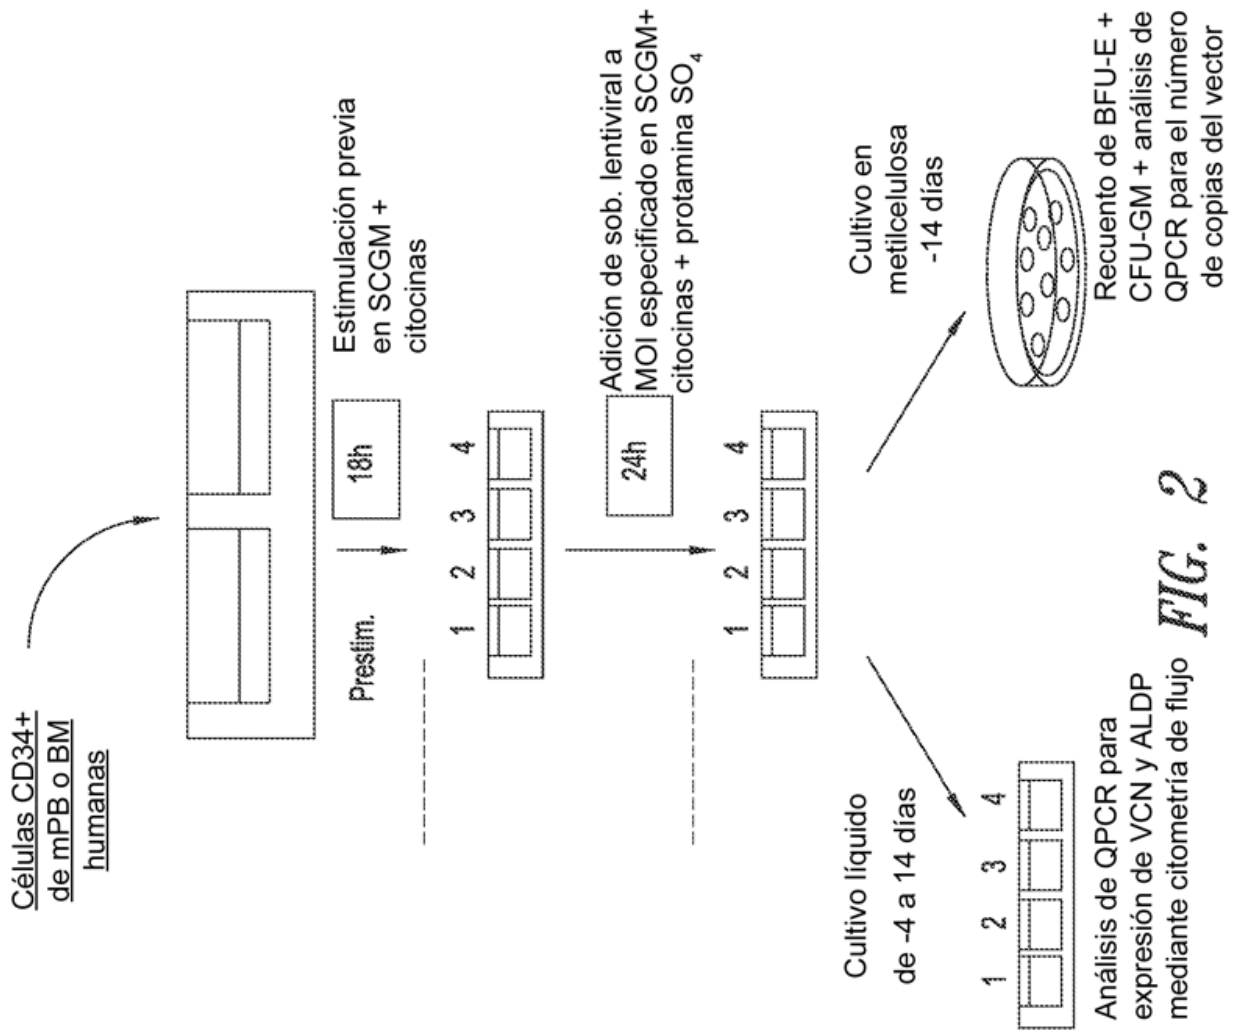 Células CD34+
de mPB o BM
humanas
Prestim.
18h
Estimulación previa
en SCGM +
citocinas
1 2 3 4
24h
Adición de sob. lentiviral a
MOI especificado en SCGM+
citocinas + protamina SO₄
1 2 3 4
Cultivo líquido
de -4 a 14 días
Cultivo en
metilcelulosa
-14 días
1 2 3 4
Análisis de QPCR para
expresión de VCN y ALDP
mediante citometría de flujo
Recuento de BFU-E +
CFU-GM + análisis de
QPCR para el número
de copias del vector
FIG. 2